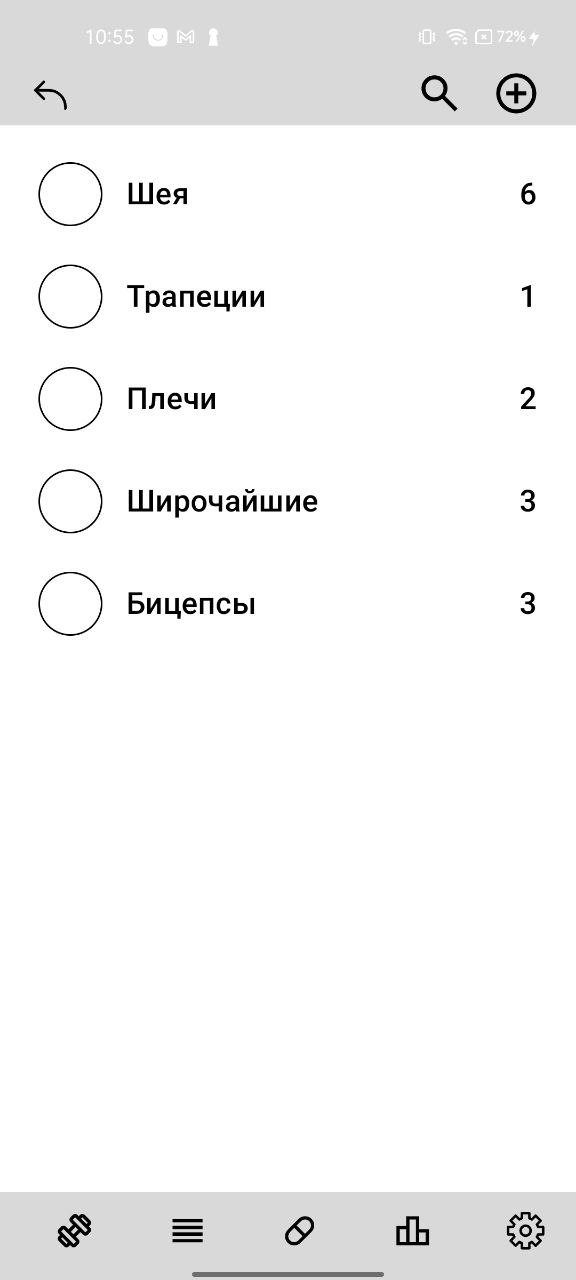 10:55 72%
Шея 6
Трапеции 1
Плечи 2
Широчайшие 3
Бицепсы 3